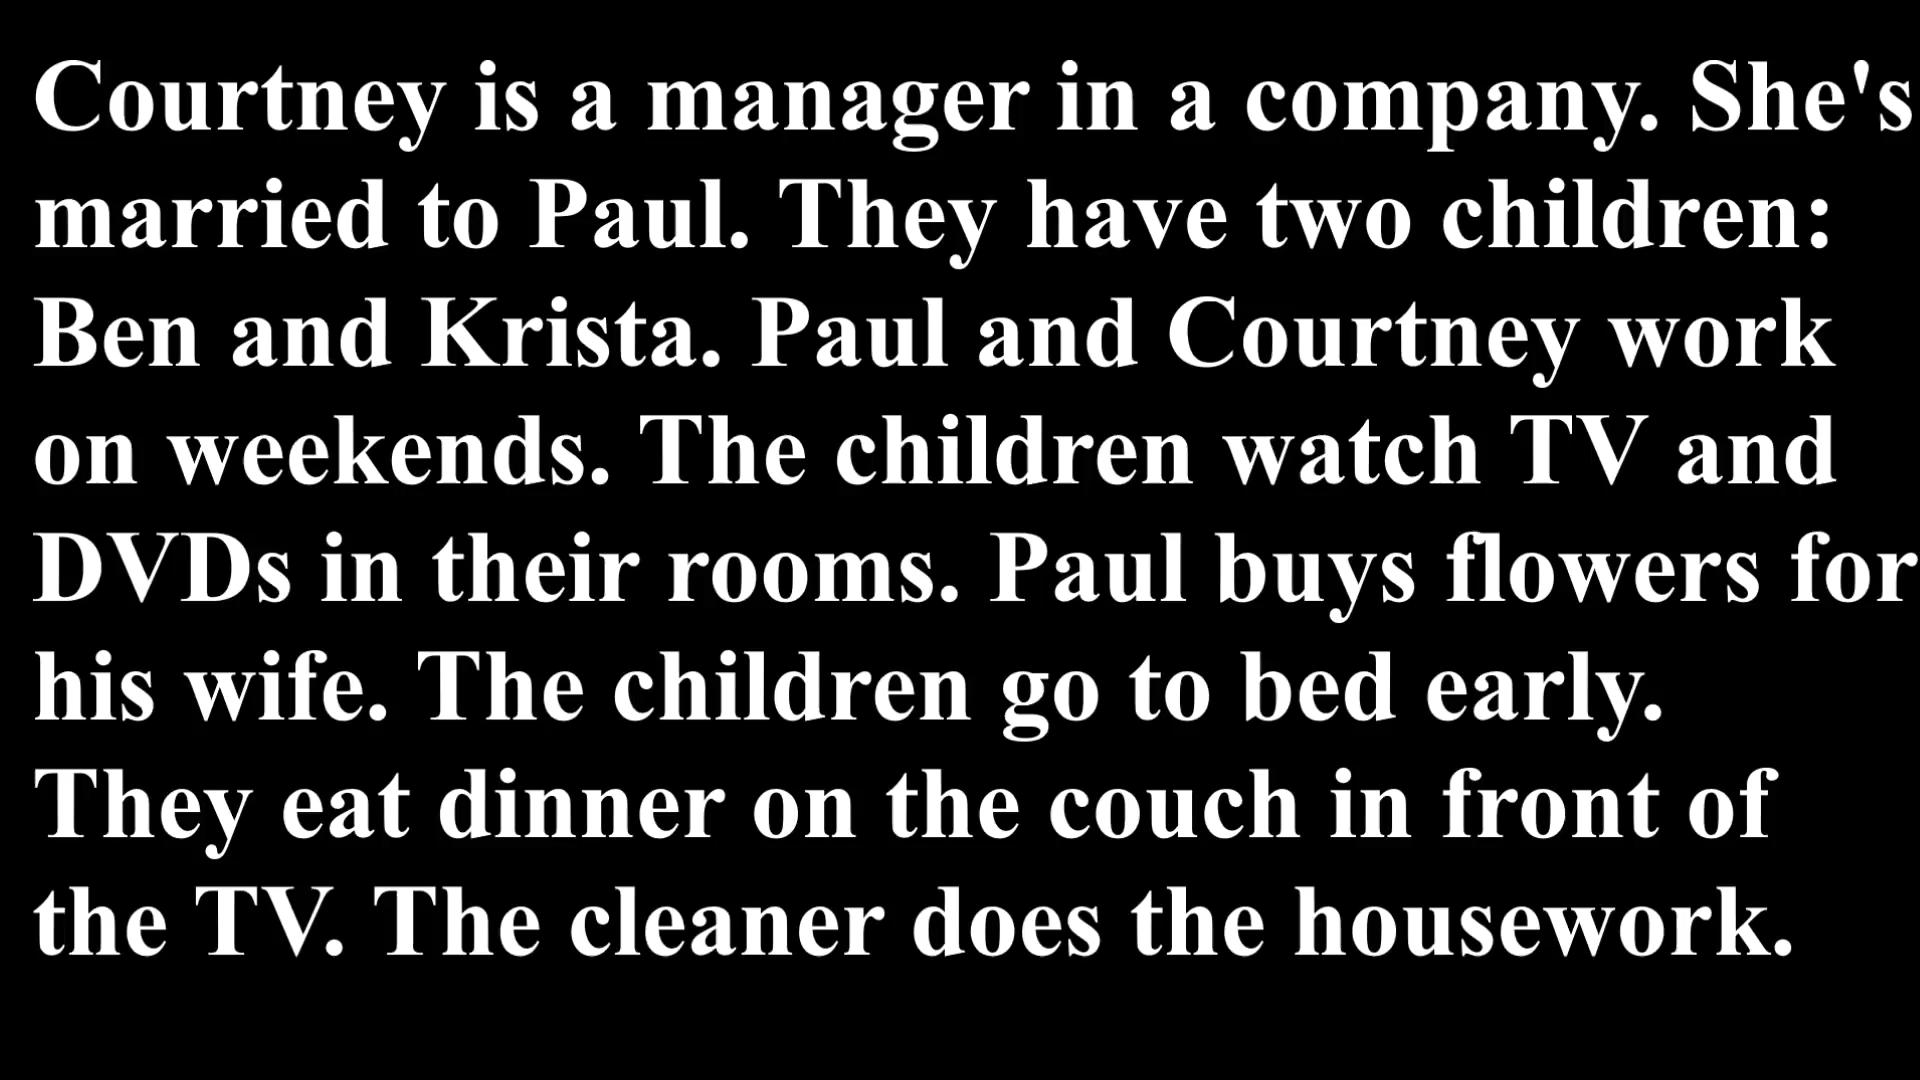 Courtney is a manager in a company. She's
married to Paul. They have two children:
Ben and Krista. Paul and Courtney work
on weekends. The children watch TV and
DVDs in their rooms. Paul buys flowers for
his wife. The children go to bed early.
They eat dinner on the couch in front of
the TV. The cleaner does the housework.